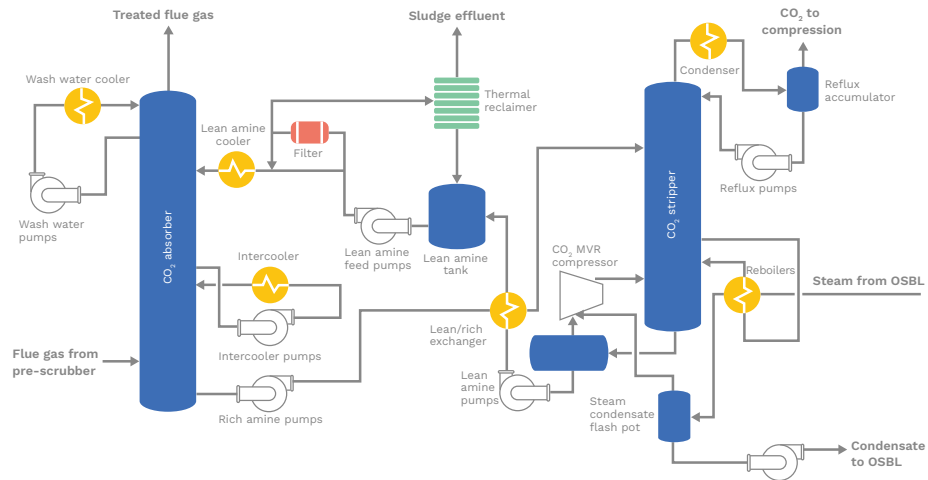 Treated flue gas
Sludge effluent
CO₂ to
compression
Wash water cooler
Condenser
Thermal
reclaimer
Reflux
accumulator
Lean amine
cooler
Filter
Reflux pumps
CO₂ absorber
CO₂ stripper
Wash water
pumps
Intercooler
Lean amine
feed pumps
Lean amine
tank
CO₂ MVR
compressor
Reboilers
Steam from OSBL
Lean/rich
exchanger
Intercooler pumps
Flue gas from
pre-scrubber
Lean
amine
pumps
Rich amine pumps
Steam
condensate
flash pot
Condensate
to OSBL